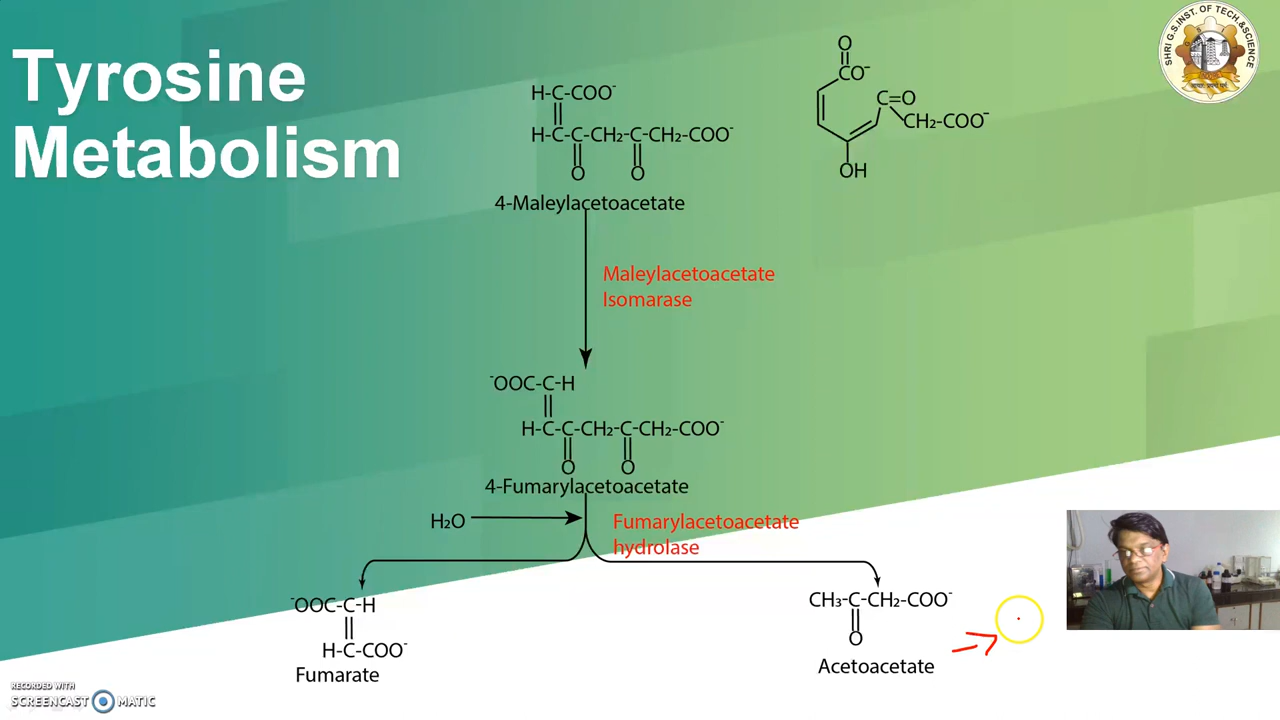 Tyrosine
Metabolism
SHRI G.S.INST. OF TECH.&SCIENCE
O
CO⁻
C=O
CH₂-COO⁻
OH
H-C-COO⁻
H-C-C-CH₂-C-CH₂-COO⁻
O O
4-Maleylacetoacetate
Maleylacetoacetate
Isomarase
⁻OOC-C-H
H-C-C-CH₂-C-CH₂-COO⁻
O O
4-Fumarylacetoacetate
H₂O
Fumarylacetoacetate
hydrolase
⁻OOC-C-H
H-C-COO⁻
Fumarate
CH₃-C-CH₂-COO⁻
O
Acetoacetate
RECORDED WITH
SCREENCAST MATIC